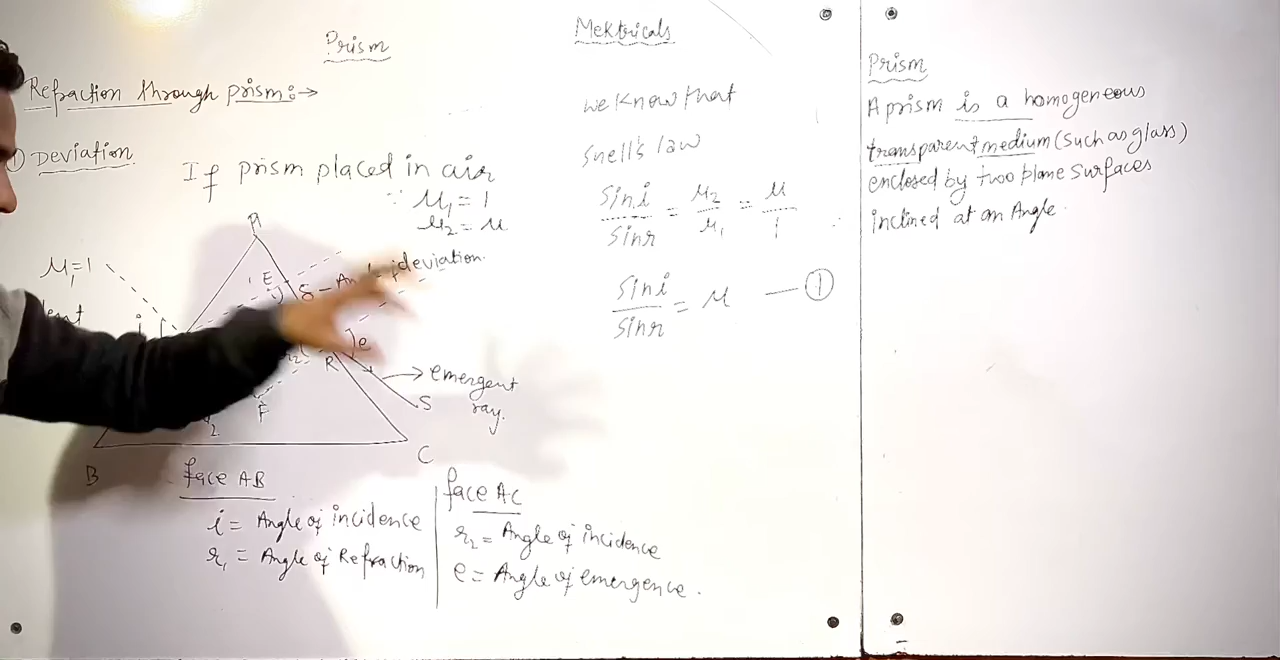 Prism
Refraction through prism:→
① Deviation
If prism placed in air
∵ μ₁ = 1
μ₂ = μ
A
μ₁ = 1
i
E
δ - deviation.
e
r₂
R
F
→ emergent
ray.
S
B
C
face AB
i = Angle of incidence
r₁ = Angle of Refraction
face AC
r₂ = Angle of incidence
e = Angle of emergence.
Mektricals
we know that
Snell's law
Sin i / Sin r = μ₂ / μ₁ = μ / 1
Sin i / Sin r = μ — ①
Prism
A prism is a homogeneous
transparent medium (Such as glass)
enclosed by two plane Surfaces
inclined at an Angle.